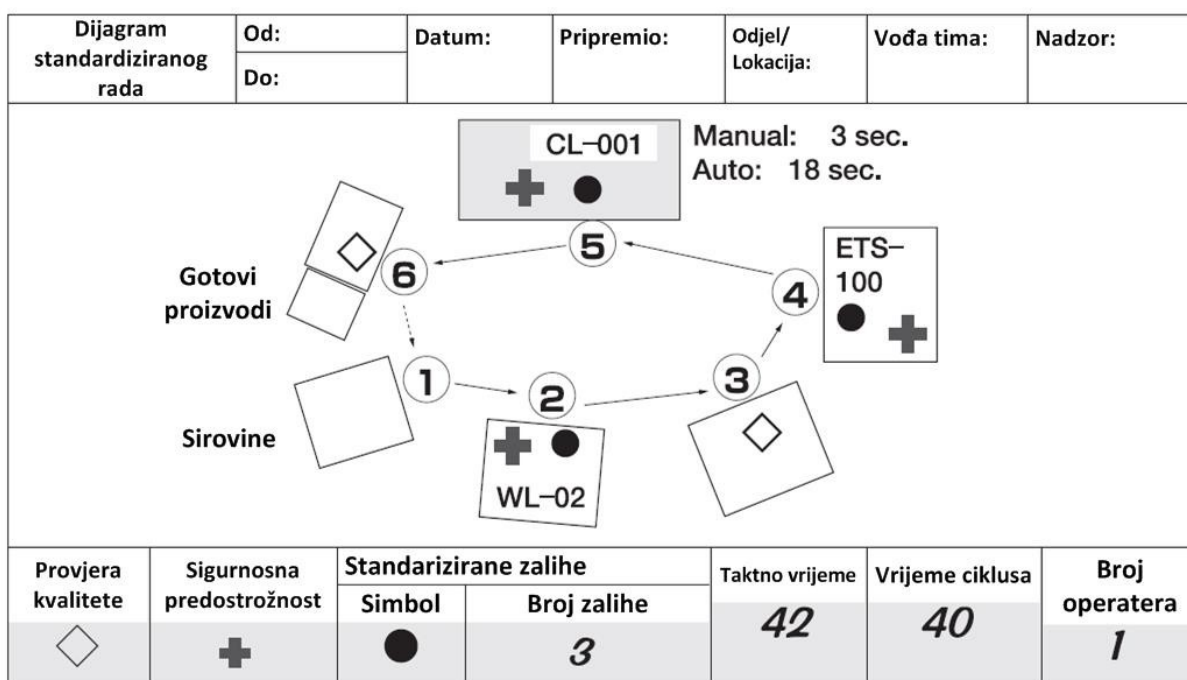 Dijagram
standardiziranog
rada
Od:
Do:
Datum:
Pripremio:
Odjel/
Lokacija:
Vođa tima:
Nadzor:
CL–001
Manual: 3 sec.
Auto: 18 sec.
ETS–
100
5
6
4
Gotovi
proizvodi
1
2
3
Sirovine
WL–02
Provjera
kvalitete
Sigurnosna
predostrožnost
Standarizirane zalihe
Simbol
Broj zalihe
3
Taktno vrijeme
42
Vrijeme ciklusa
40
Broj
operatera
1